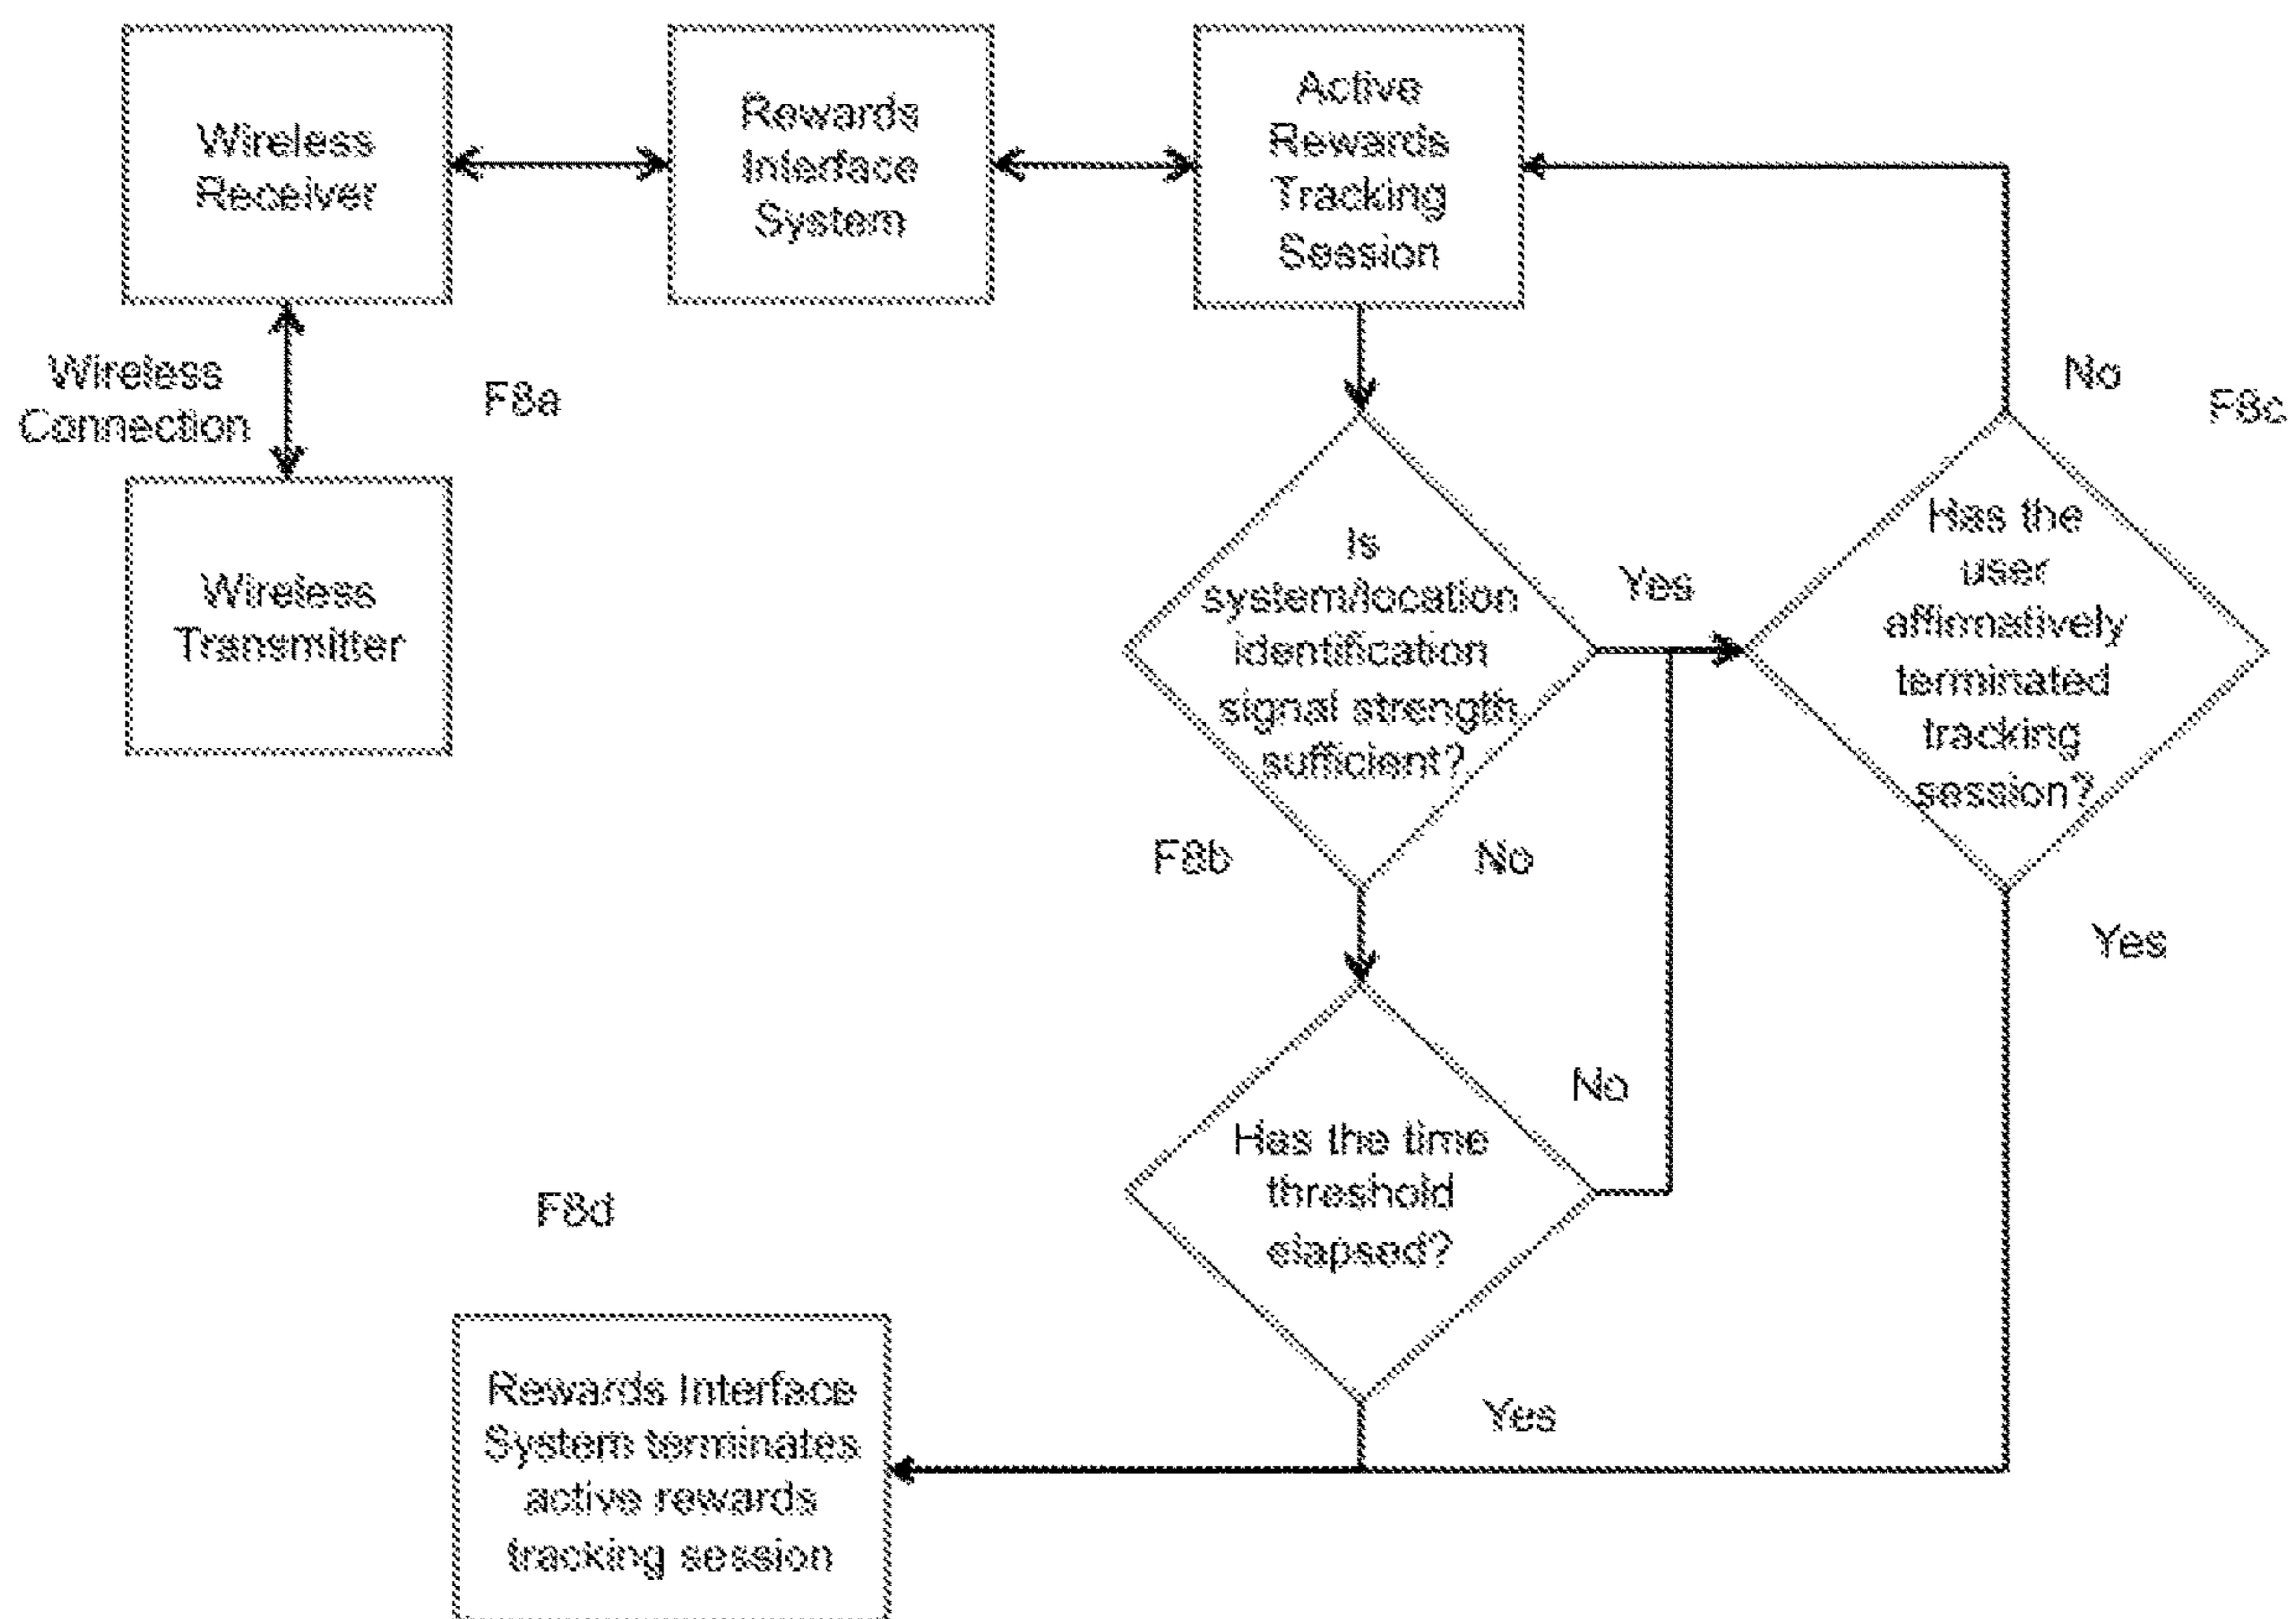 Wireless
Receiver
Rewards
Interface
System
Active
Rewards
Tracking
Session
Wireless
Connection
F8a
No
F8c
Wireless
Transmitter
Is
system/location
identification
signal strength
sufficient?
Yes
Has the
user
affirmatively
terminated
tracking
session?
F8b
No
Yes
Has the time
threshold
elapsed?
No
F8d
Yes
Rewards Interface
System terminates
active rewards
tracking session